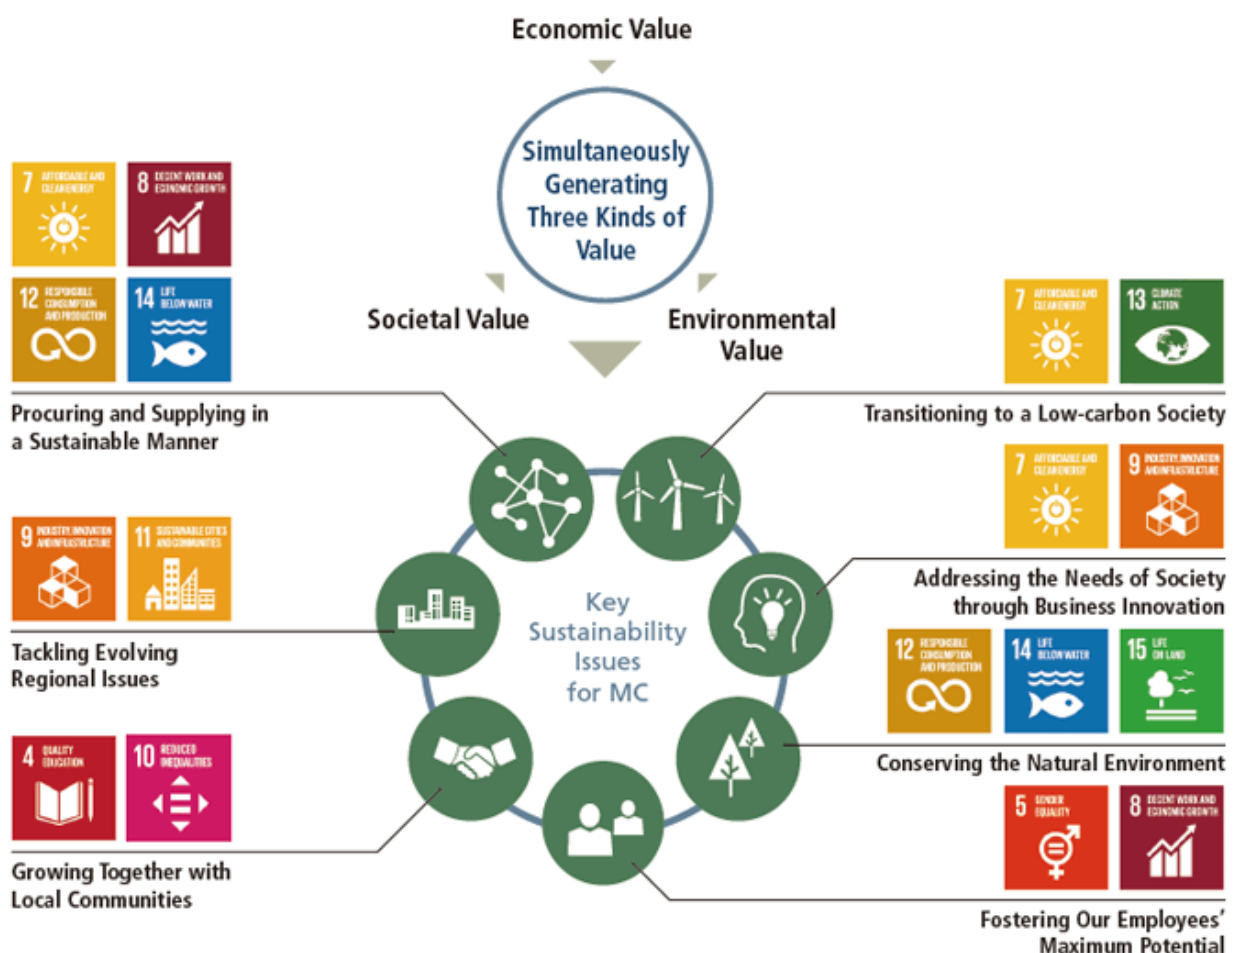 Economic Value
Simultaneously
Generating
Three Kinds of
Value
Societal Value
Environmental
Value
7 AFFORDABLE AND
CLEAN ENERGY
8 DECENT WORK AND
ECONOMIC GROWTH
12 RESPONSIBLE
CONSUMPTION
AND PRODUCTION
14 LIFE
BELOW WATER
Procuring and Supplying in
a Sustainable Manner
9 INDUSTRY, INNOVATION
AND INFRASTRUCTURE
11 SUSTAINABLE CITIES
AND COMMUNITIES
Tackling Evolving
Regional Issues
4 QUALITY
EDUCATION
10 REDUCED
INEQUALITIES
Growing Together with
Local Communities
Key
Sustainability
Issues
for MC
7 AFFORDABLE AND
CLEAN ENERGY
13 CLIMATE
ACTION
Transitioning to a Low-carbon Society
7 AFFORDABLE AND
CLEAN ENERGY
9 INDUSTRY, INNOVATION
AND INFRASTRUCTURE
Addressing the Needs of Society
through Business Innovation
12 RESPONSIBLE
CONSUMPTION
AND PRODUCTION
14 LIFE
BELOW WATER
15 LIFE
ON LAND
Conserving the Natural Environment
5 GENDER
EQUALITY
8 DECENT WORK AND
ECONOMIC GROWTH
Fostering Our Employees’
Maximum Potential